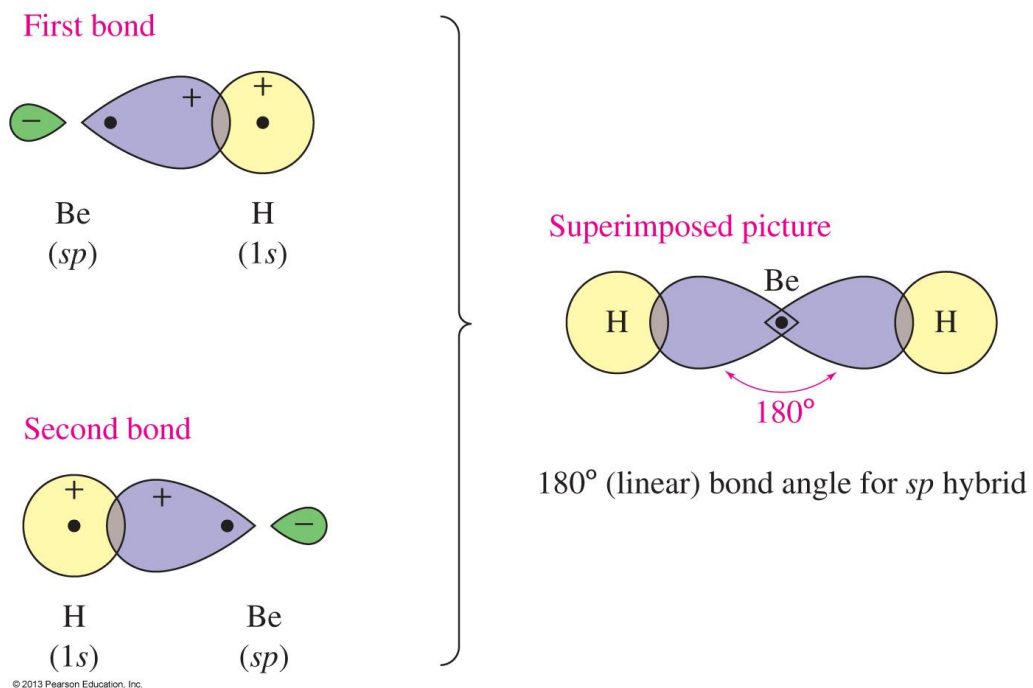 First bond
−
+
+
Be
H
(sp)
(1s)
Second bond
+
+
−
H
Be
(1s)
(sp)
Superimposed picture
Be
H
H
180°
180° (linear) bond angle for sp hybrid
© 2013 Pearson Education, Inc.